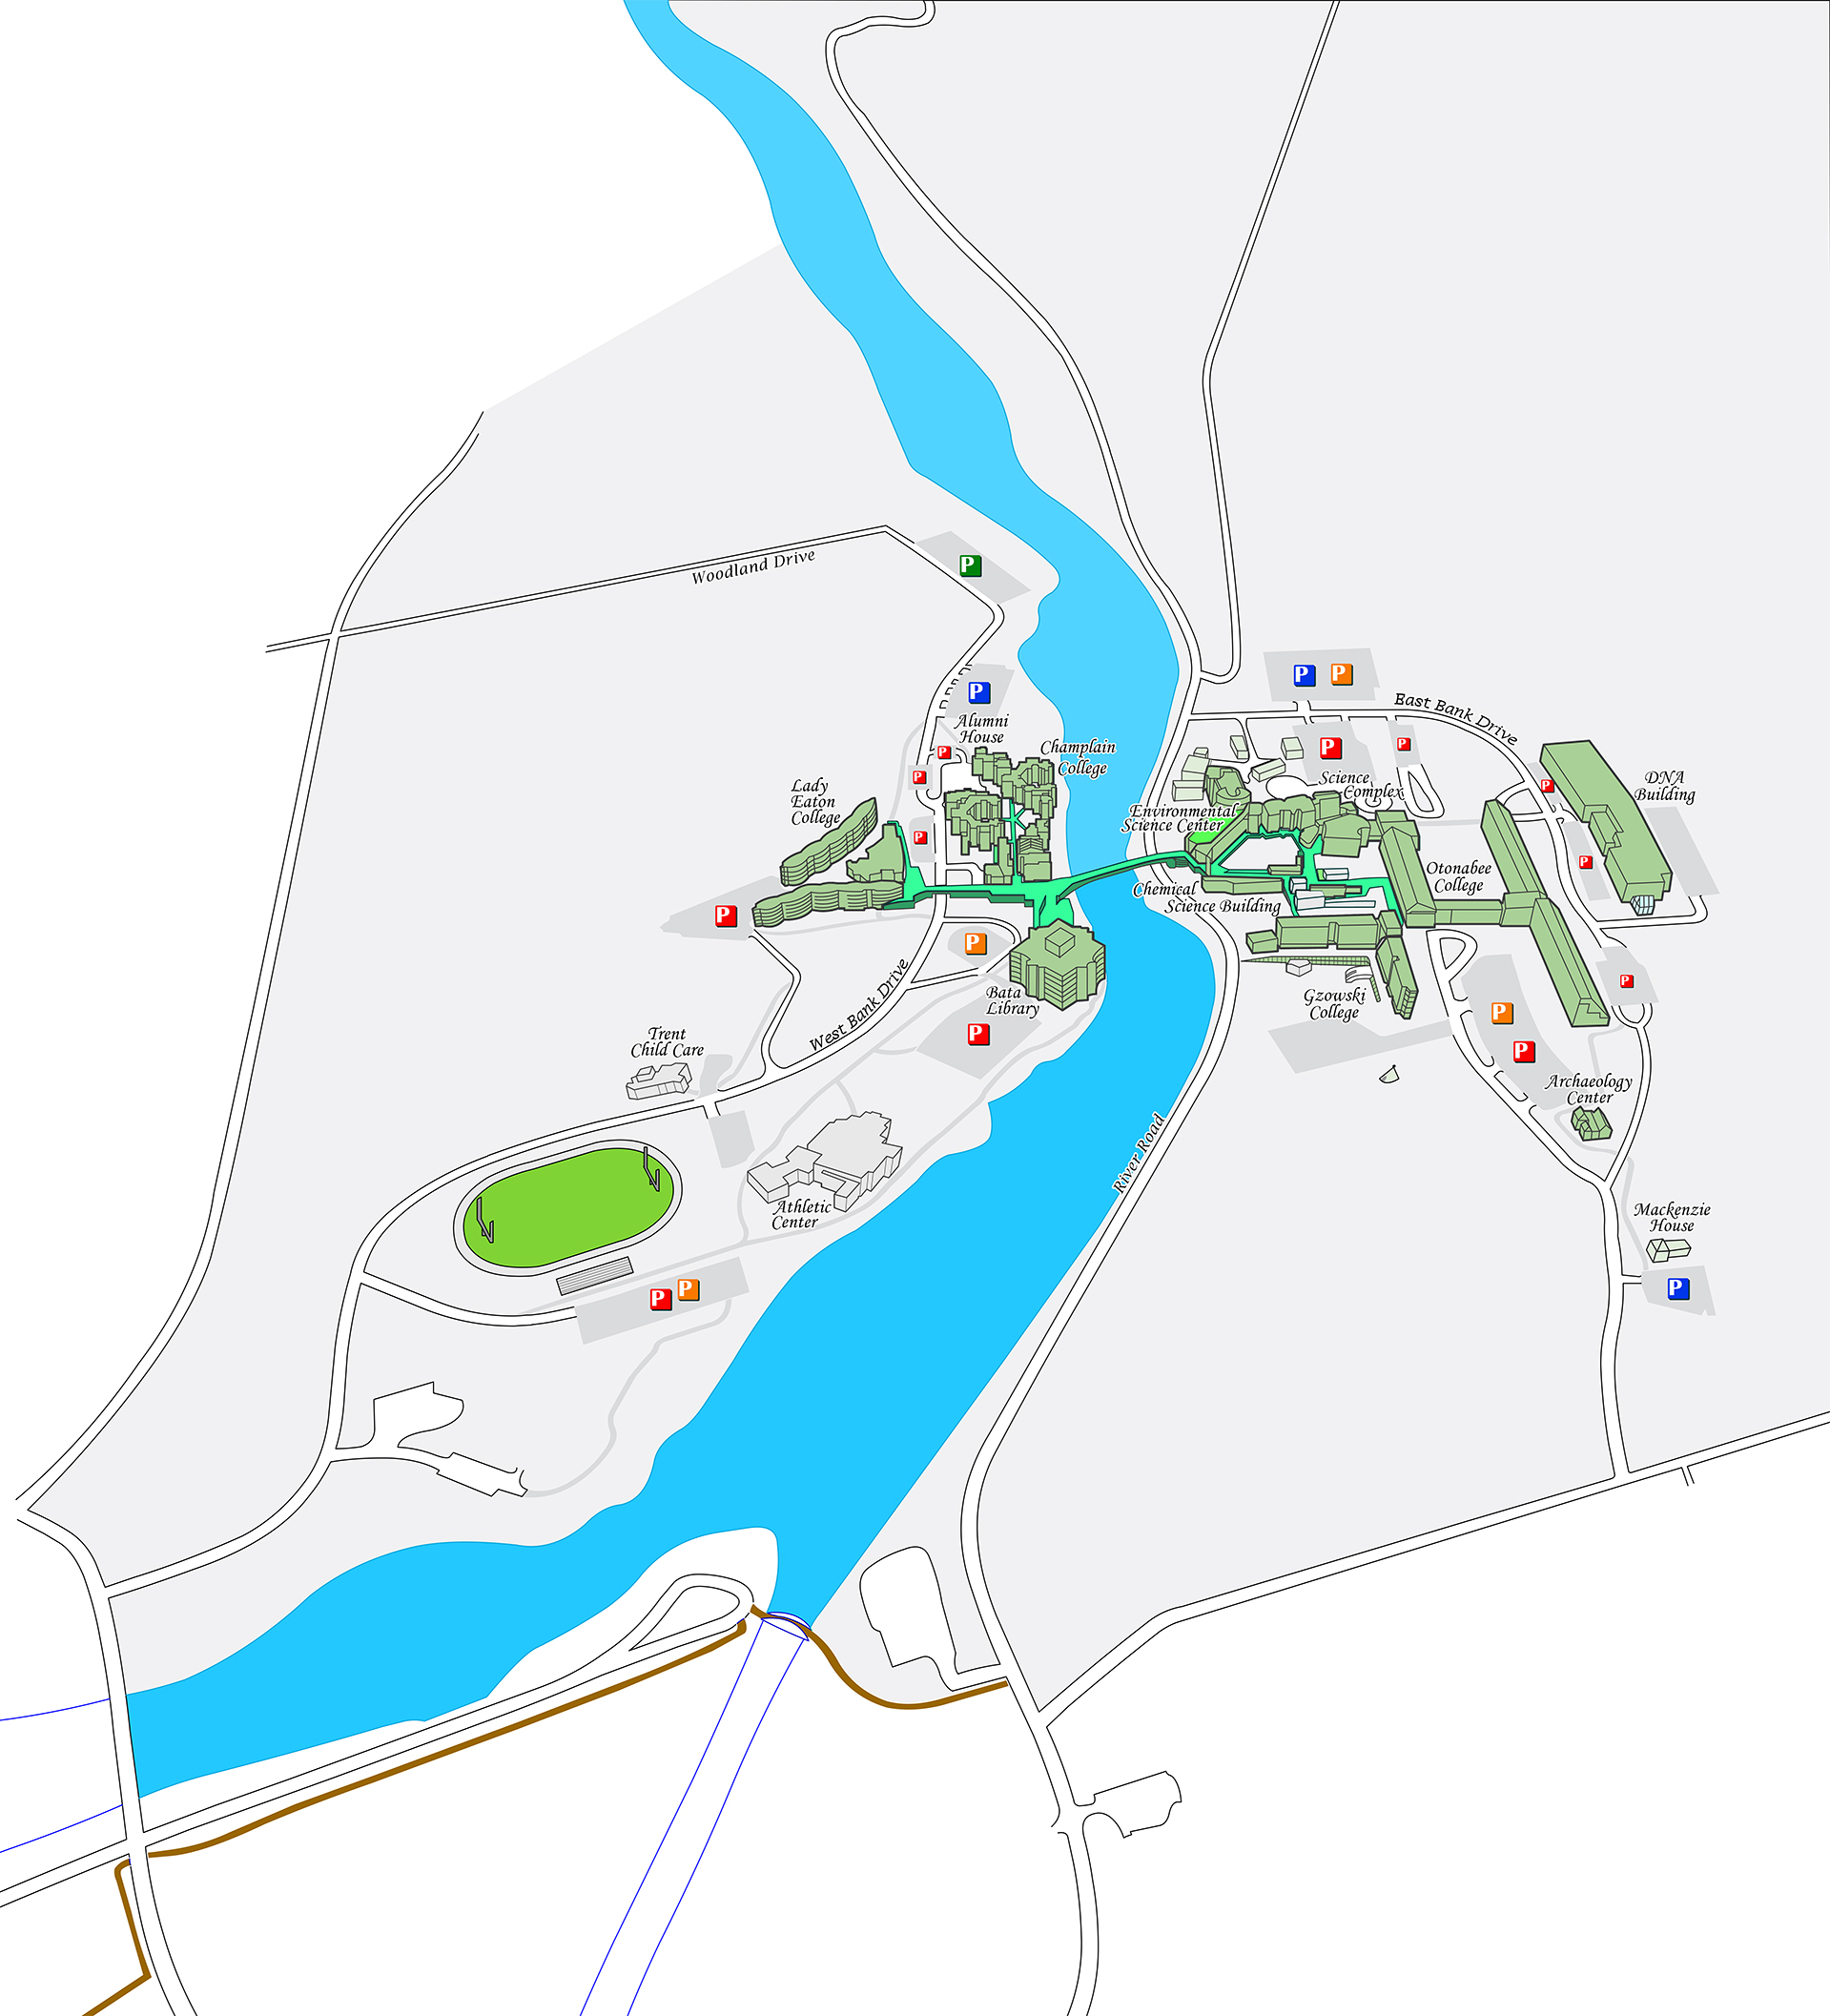 Woodland Drive
P
P
Alumni
House
P
P
P
Champlain
College
Lady
Eaton
College
P
P
West Bank Drive
Bata
Library
P
Trent
Child Care
Athletic
Center
P
P
River Road
P
P
East Bank Drive
P
P
Science
Complex
P
DNA
Building
Environmental
Science Center
P
Otonabee
College
Chemical
Science Building
Gzowski
College
P
P
P
Archaeology
Center
Mackenzie
House
P